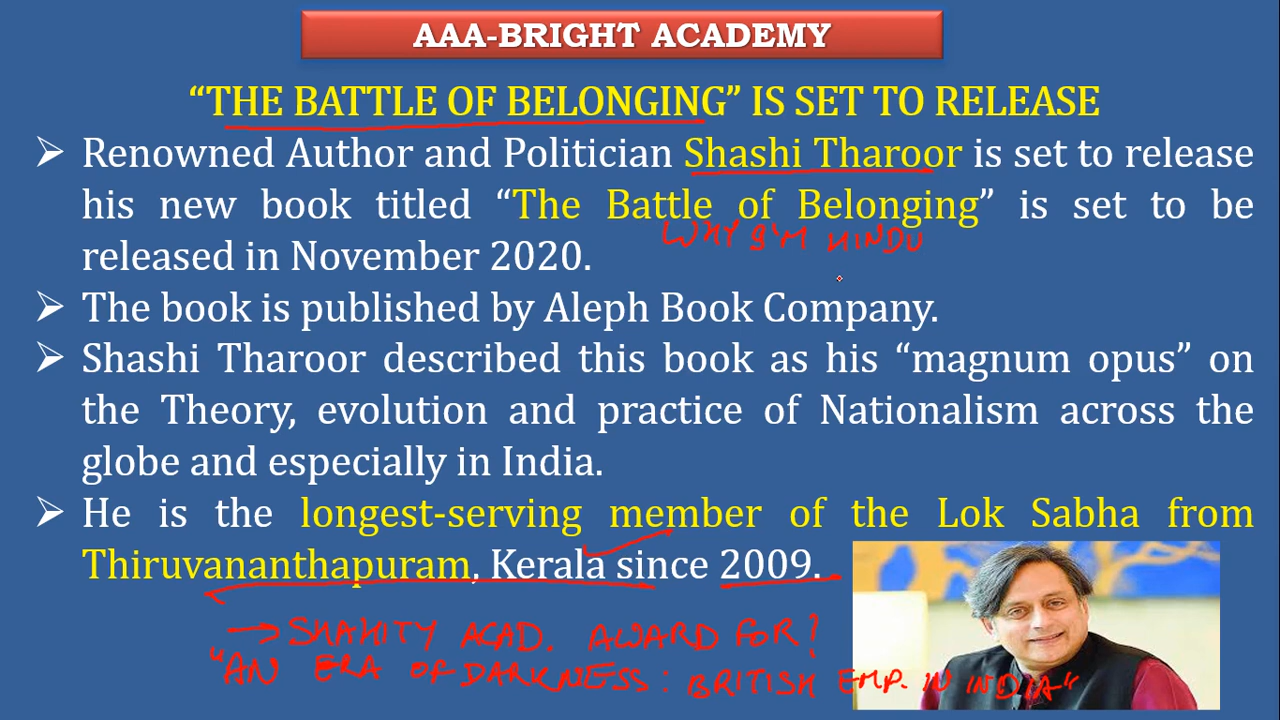 AAA-BRIGHT ACADEMY
“THE BATTLE OF BELONGING” IS SET TO RELEASE
➢ Renowned Author and Politician Shashi Tharoor is set to release
his new book titled “The Battle of Belonging” is set to be
WHY I'M HINDU
released in November 2020.
➢ The book is published by Aleph Book Company.
➢ Shashi Tharoor described this book as his “magnum opus” on
the Theory, evolution and practice of Nationalism across the
globe and especially in India.
➢ He is the longest-serving member of the Lok Sabha from
Thiruvananthapuram, Kerala since 2009.
→ SHAHITY ACAD. AWARD FOR?
“AN ERA OF DARKNESS: BRITISH EMP. IN INDIA”